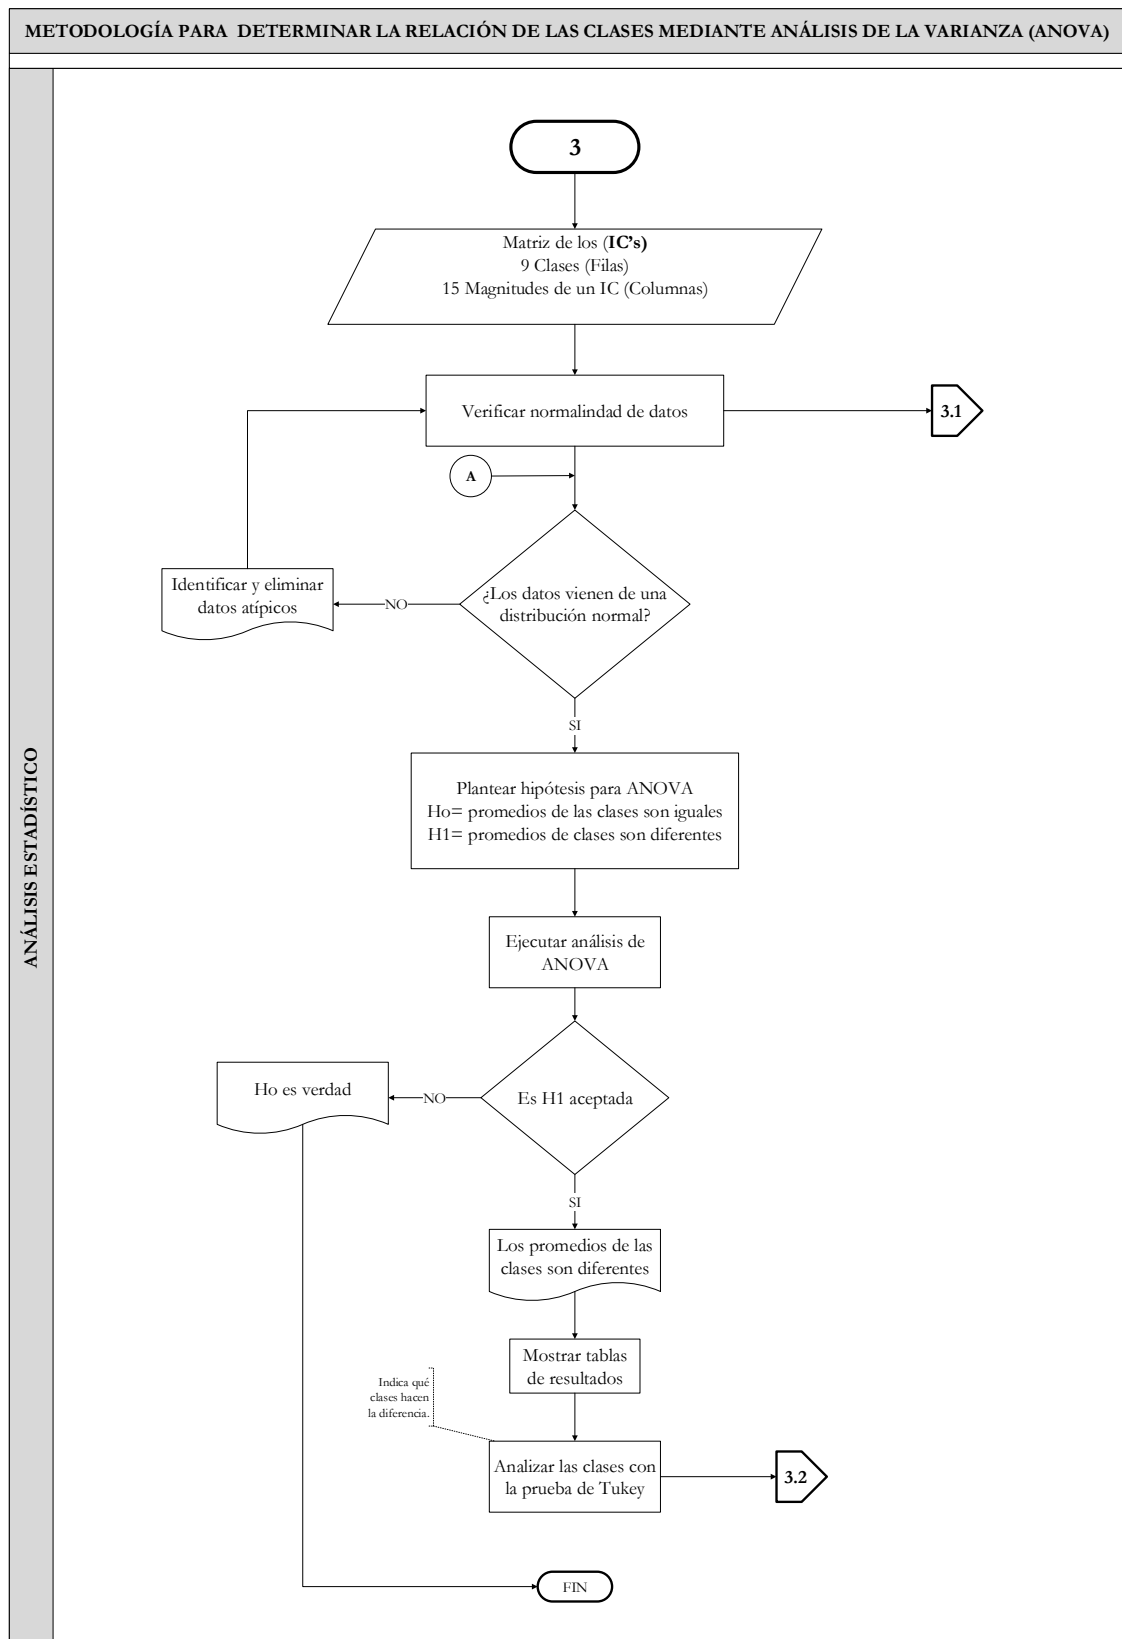 METODOLOGÍA PARA DETERMINAR LA RELACIÓN DE LAS CLASES MEDIANTE ANÁLISIS DE LA VARIANZA (ANOVA)
ANÁLISIS ESTADÍSTICO
3
Matriz de los (IC's)
9 Clases (Filas)
15 Magnitudes de un IC (Columnas)
Verificar normalindad de datos
3.1
A
¿Los datos vienen de una
distribución normal?
NO
Identificar y eliminar
datos atípicos
SI
Plantear hipótesis para ANOVA
Ho= promedios de las clases son iguales
H1= promedios de clases son diferentes
Ejecutar análisis de
ANOVA
Es H1 aceptada
NO
Ho es verdad
SI
Los promedios de las
clases son diferentes
Mostrar tablas
de resultados
Indica qué
clases hacen
la diferencia.
Analizar las clases con
la prueba de Tukey
3.2
FIN